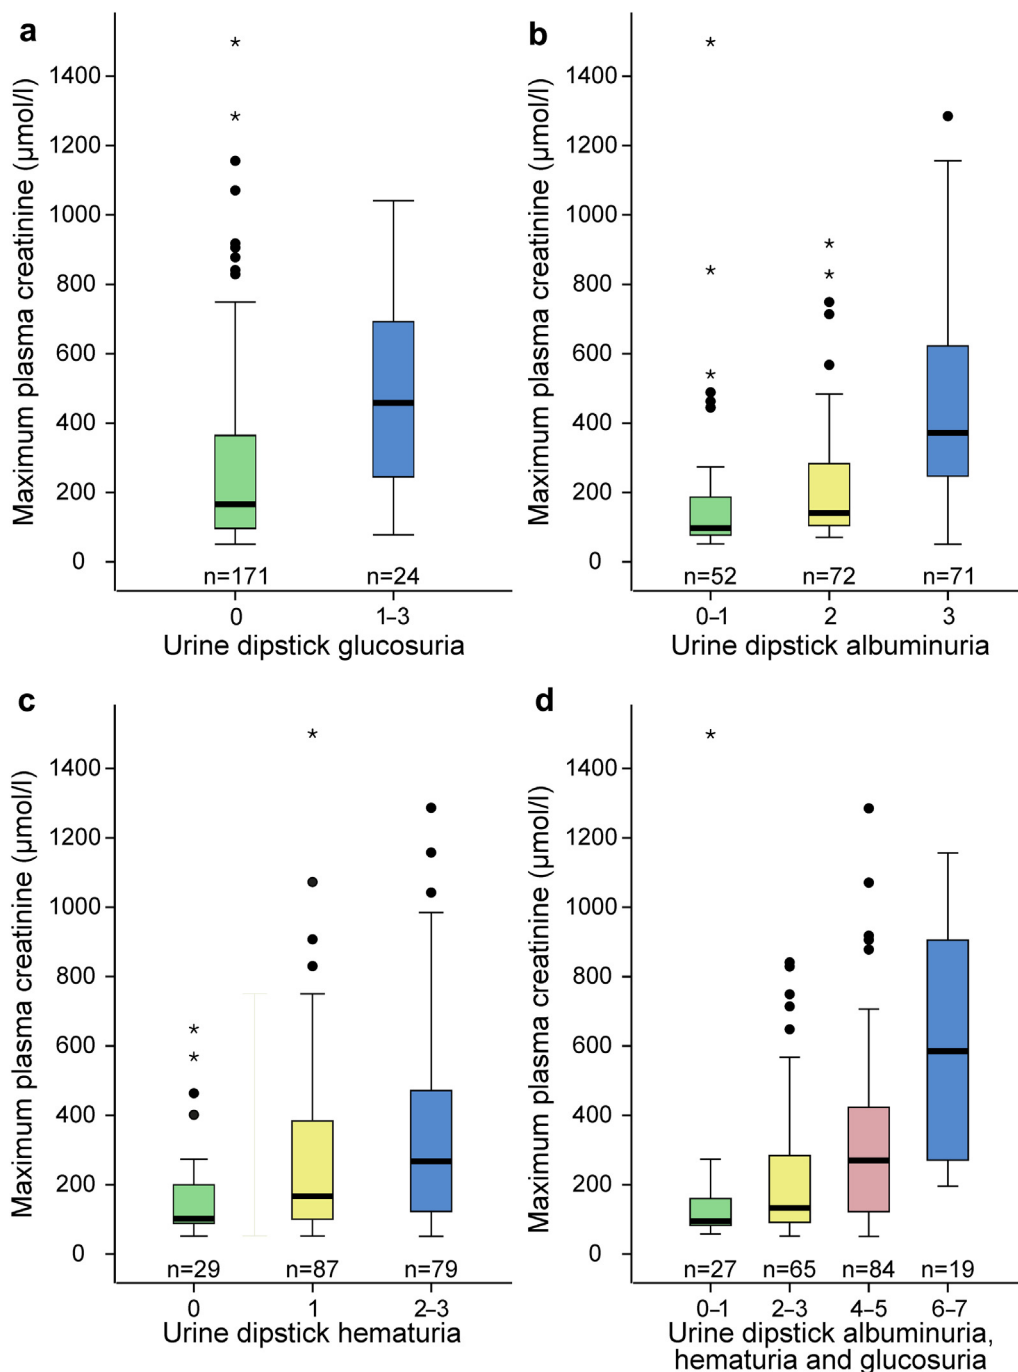 a
Maximum plasma creatinine (µmol/l)
1400
1200
1000
800
600
400
200
0
n=171
n=24
0
1–3
Urine dipstick glucosuria
b
Maximum plasma creatinine (µmol/l)
1400
1200
1000
800
600
400
200
0
n=52
n=72
n=71
0–1
2
3
Urine dipstick albuminuria
c
Maximum plasma creatinine (µmol/l)
1400
1200
1000
800
600
400
200
0
n=29
n=87
n=79
0
1
2–3
Urine dipstick hematuria
d
Maximum plasma creatinine (µmol/l)
1400
1200
1000
800
600
400
200
0
n=27
n=65
n=84
n=19
0–1
2–3
4–5
6–7
Urine dipstick albuminuria,
hematuria and glucosuria